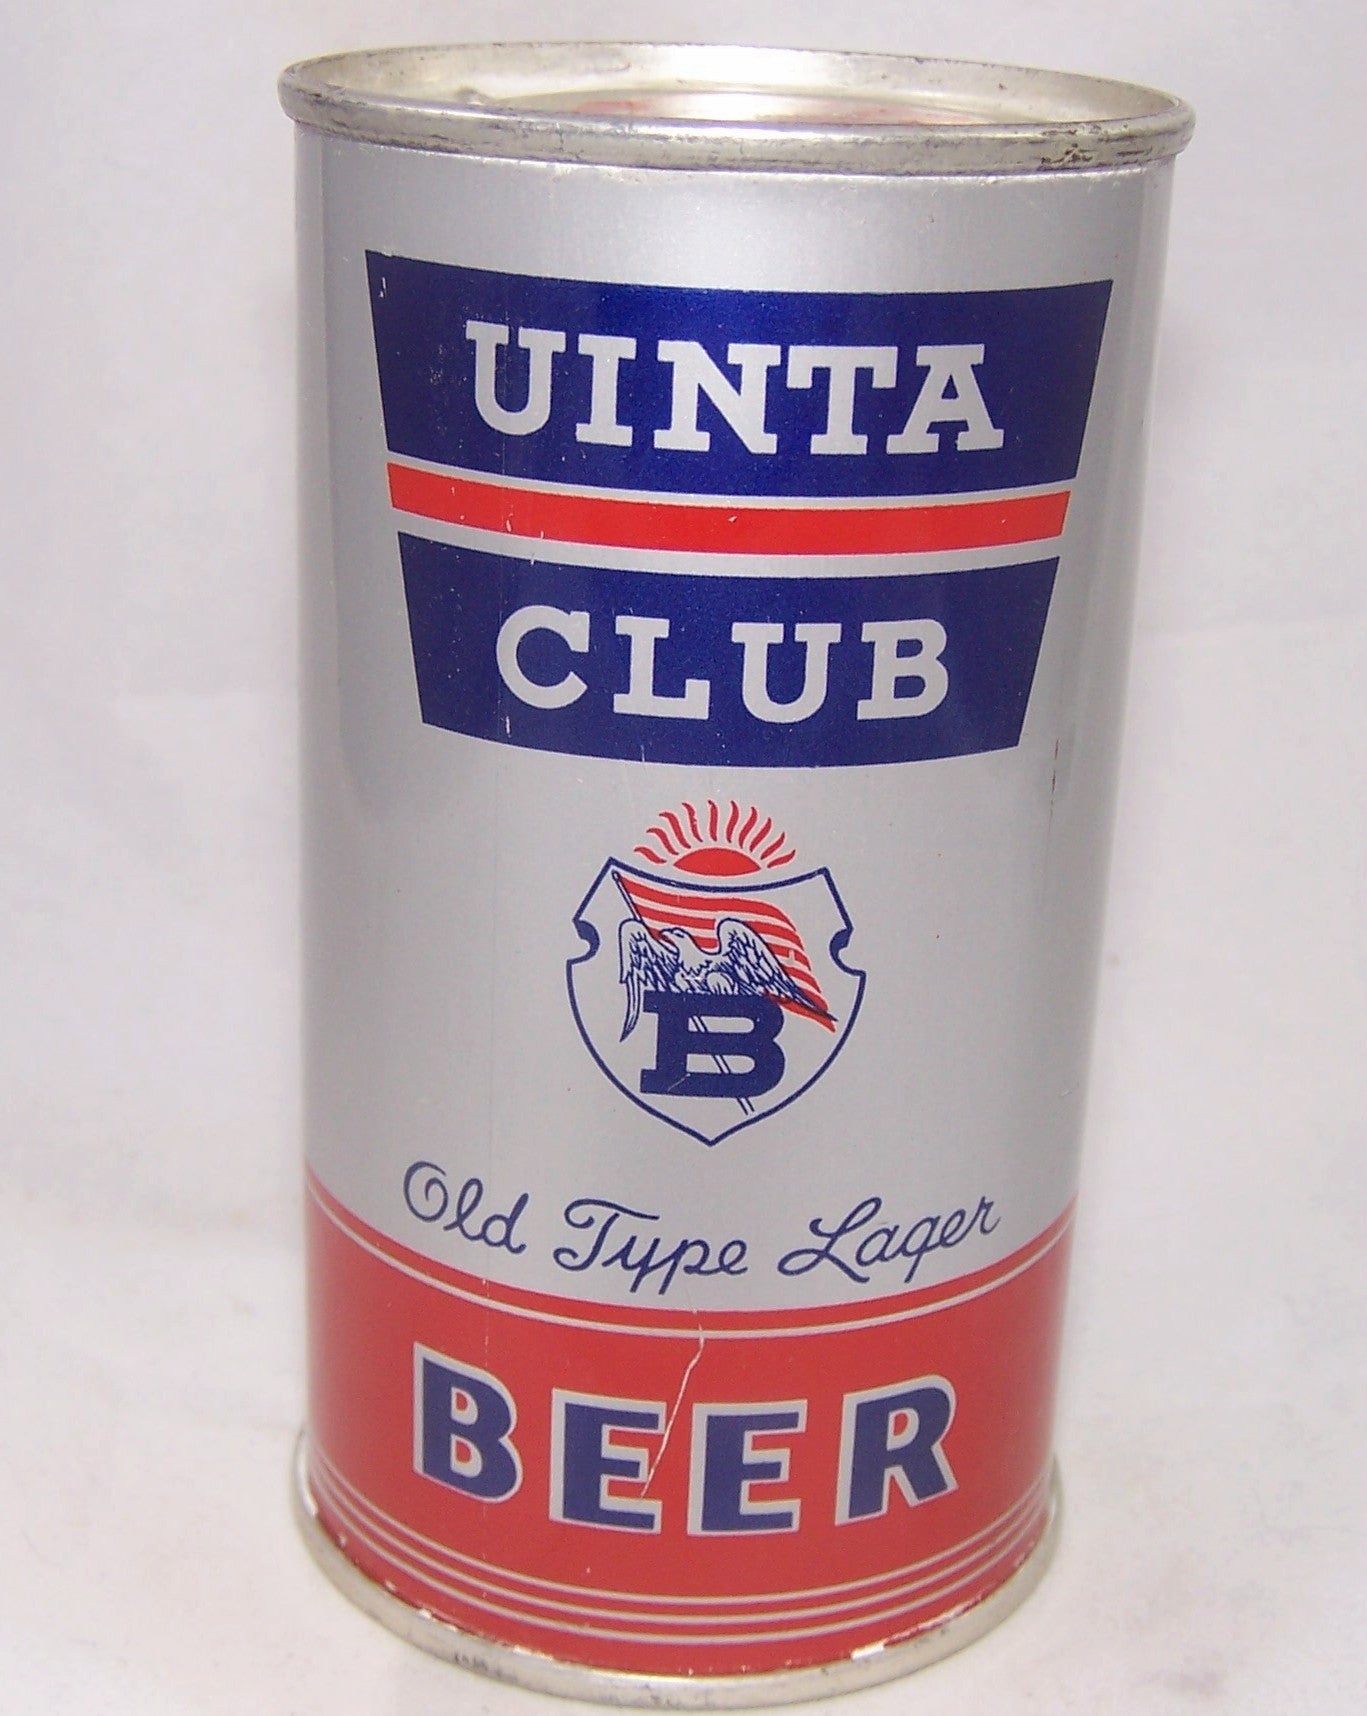 UINTA
CLUB
B
Old Type Lager
BEER